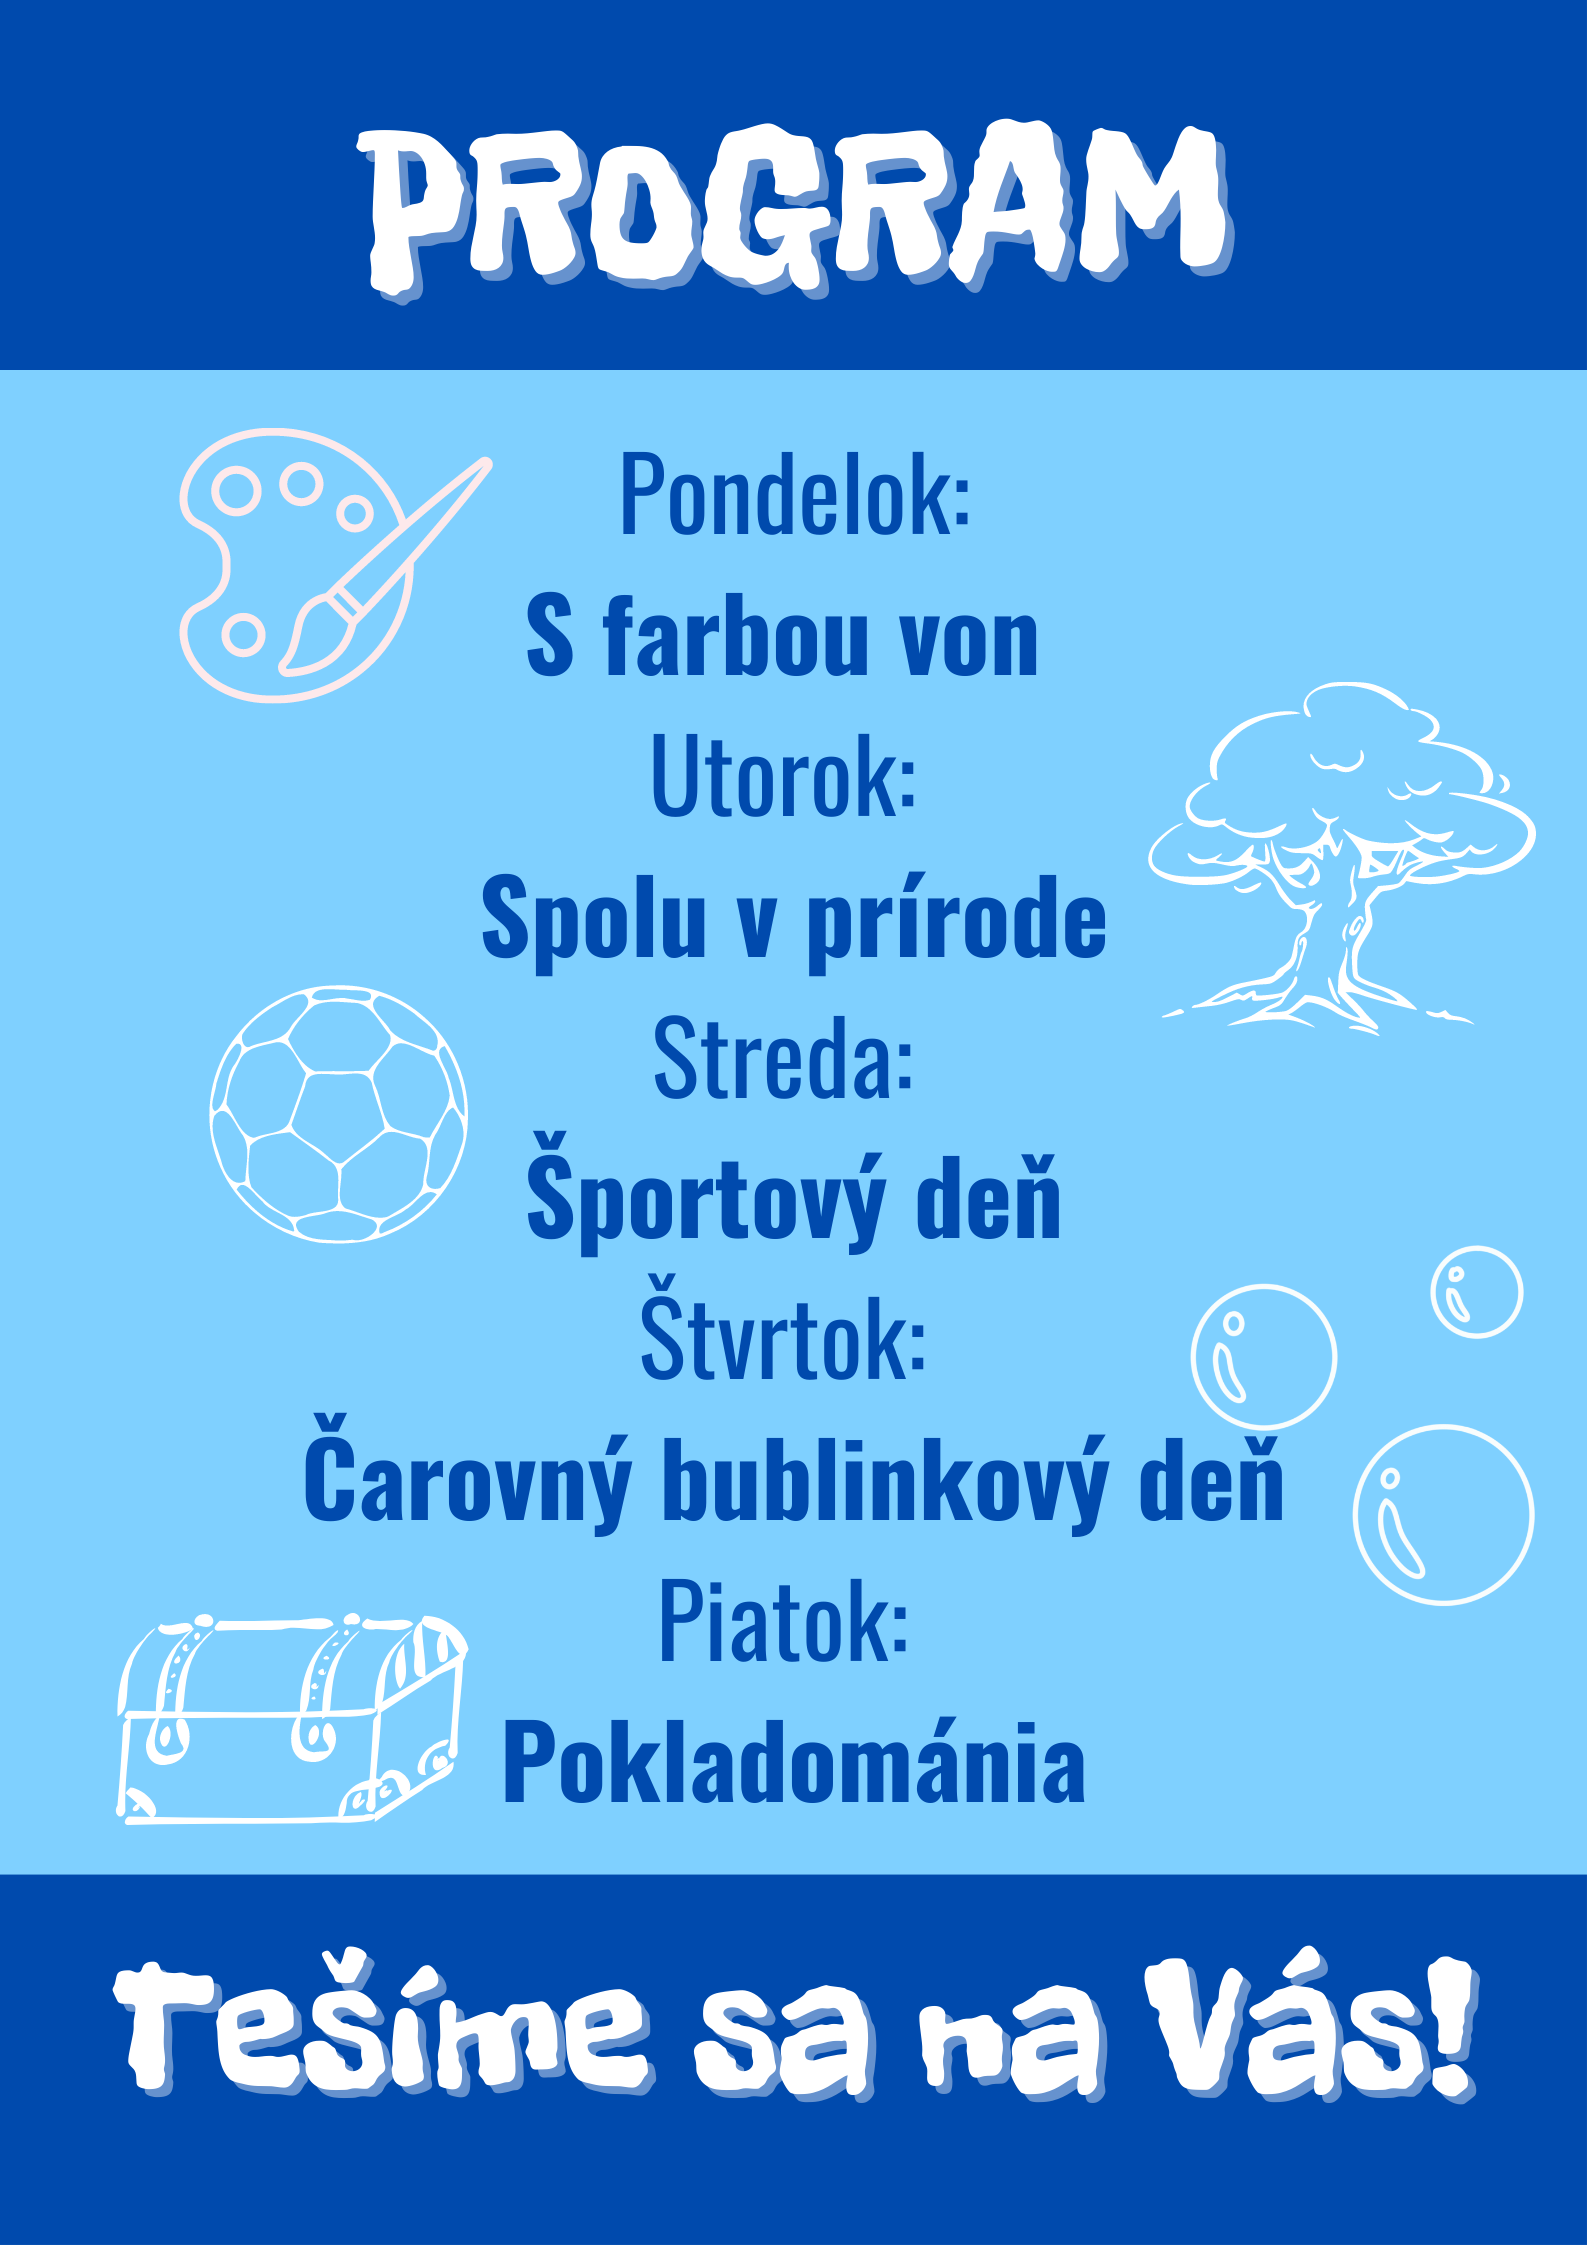 PROGRAM
Pondelok:
S farbou von
Utorok:
Spolu v prírode
Streda:
Športový deň
Štvrtok:
Čarovný bublinkový deň
Piatok:
Pokladománia
Tešíme sa na Vás!